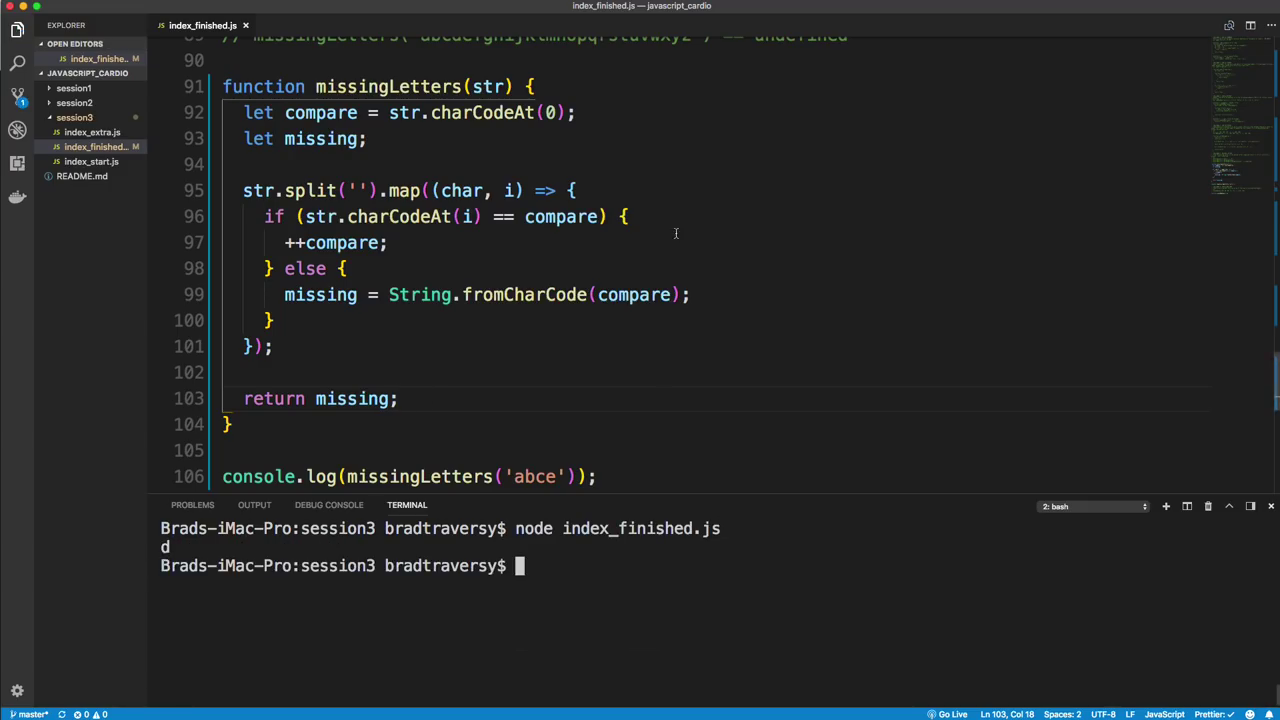 index_finished.js — javascript_cardio
EXPLORER
index_finished.js ×
OPEN EDITORS
index_finishe... M
JAVASCRIPT_CARDIO
session1
session2
session3
index_extra.js
index_finished... M
index_start.js
README.md
1
89 // missingLetters("abcdefghijklmnopqrstuvwxyz") == undefined
90
91 function missingLetters(str) {
92 let compare = str.charCodeAt(0);
93 let missing;
94
95 str.split('').map((char, i) => {
96 if (str.charCodeAt(i) == compare) {
97 ++compare;
98 } else {
99 missing = String.fromCharCode(compare);
100 }
101 });
102
103 return missing;
104 }
105
106 console.log(missingLetters('abce'));
PROBLEMS OUTPUT DEBUG CONSOLE TERMINAL 2: bash
Brads-iMac-Pro:session3 bradtraversy$ node index_finished.js
d
Brads-iMac-Pro:session3 bradtraversy$
master* 0 0 Go Live Ln 103, Col 18 Spaces: 2 UTF-8 LF JavaScript Prettier: ✓